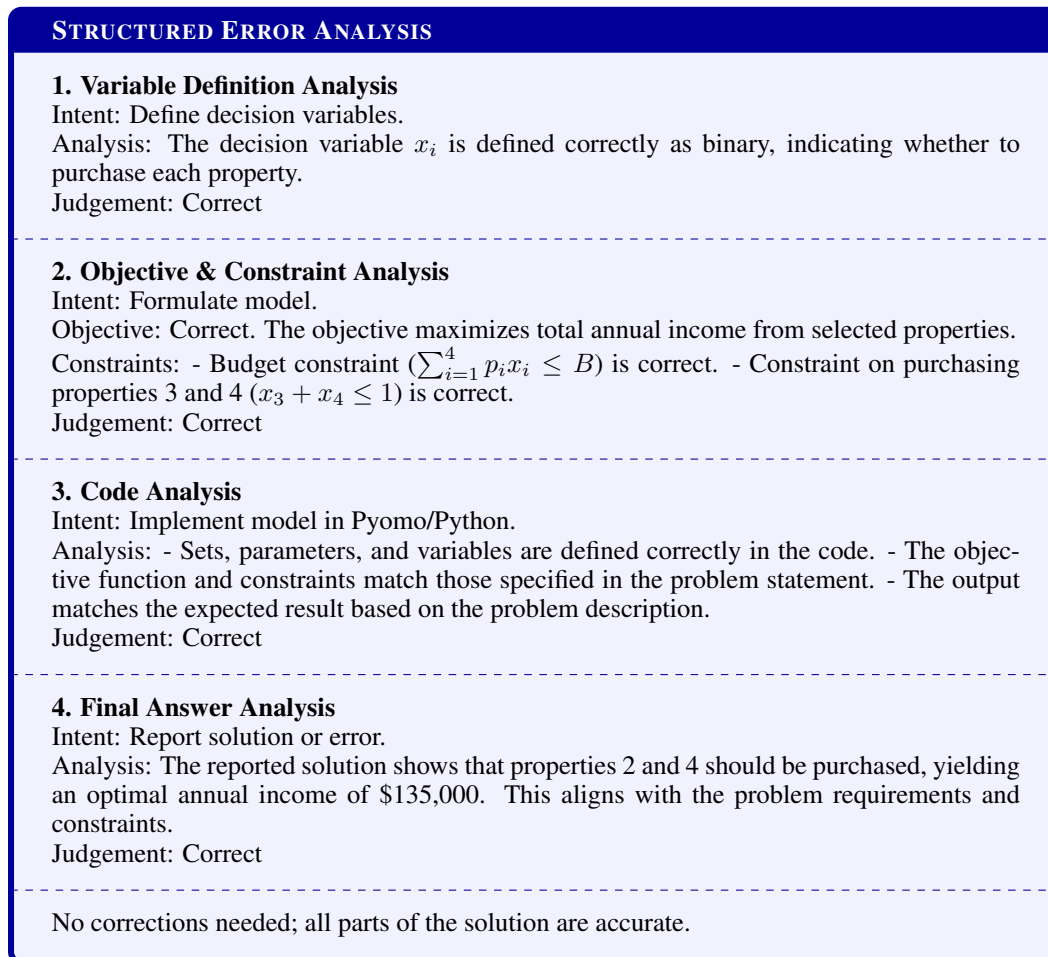 STRUCTURED ERROR ANALYSIS
1. Variable Definition Analysis
Intent: Define decision variables.
Analysis: The decision variable $x_i$ is defined correctly as binary, indicating whether to
purchase each property.
Judgement: Correct
2. Objective & Constraint Analysis
Intent: Formulate model.
Objective: Correct. The objective maximizes total annual income from selected properties.
Constraints: - Budget constraint ($\sum_{i=1}^{4} p_i x_i \leq B$) is correct. - Constraint on purchasing
properties 3 and 4 ($x_3 + x_4 \leq 1$) is correct.
Judgement: Correct
3. Code Analysis
Intent: Implement model in Pyomo/Python.
Analysis: - Sets, parameters, and variables are defined correctly in the code. - The objec-
tive function and constraints match those specified in the problem statement. - The output
matches the expected result based on the problem description.
Judgement: Correct
4. Final Answer Analysis
Intent: Report solution or error.
Analysis: The reported solution shows that properties 2 and 4 should be purchased, yielding
an optimal annual income of $135,000. This aligns with the problem requirements and
constraints.
Judgement: Correct
No corrections needed; all parts of the solution are accurate.